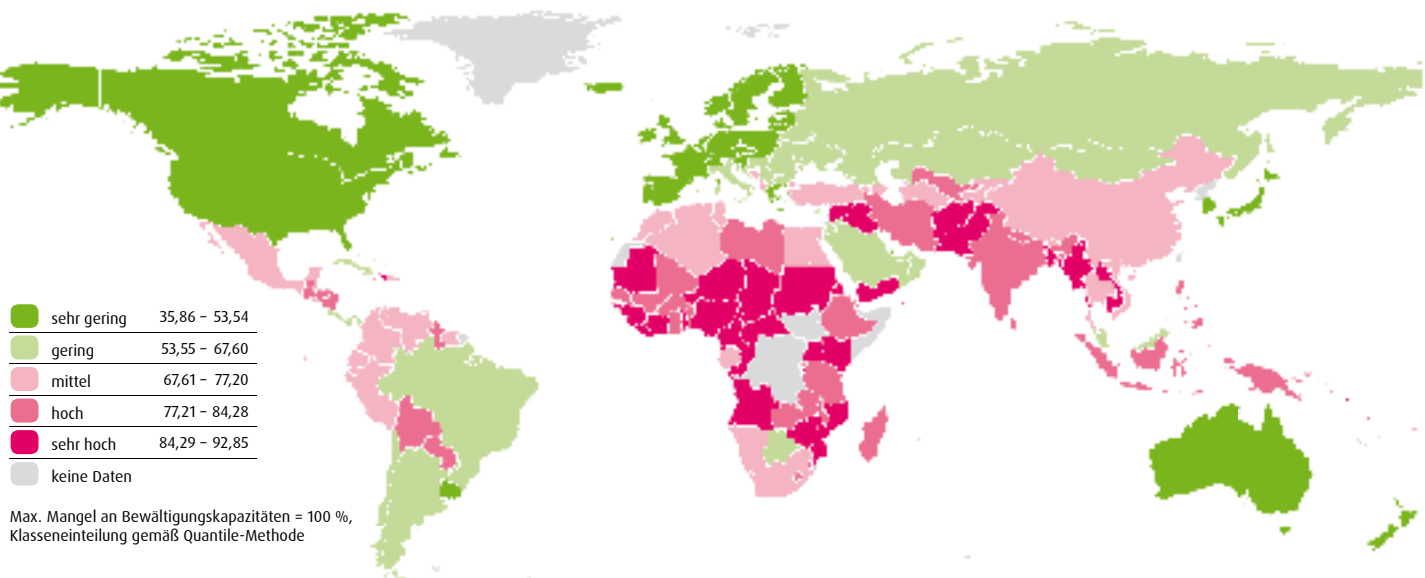 sehr gering 35,86 – 53,54
gering 53,55 – 67,60
mittel 67,61 – 77,20
hoch 77,21 – 84,28
sehr hoch 84,29 – 92,85
keine Daten
Max. Mangel an Bewältigungskapazitäten = 100 %,
Klasseneinteilung gemäß Quantile-Methode